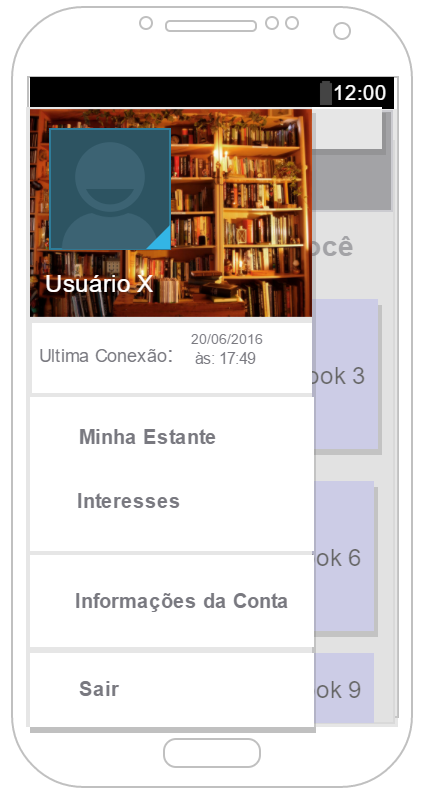 12:00
ocê
Usuário X
Ultima Conexão:
20/06/2016
às: 17:49
ook 3
Minha Estante
Interesses
ook 6
Informações da Conta
Sair
ook 9